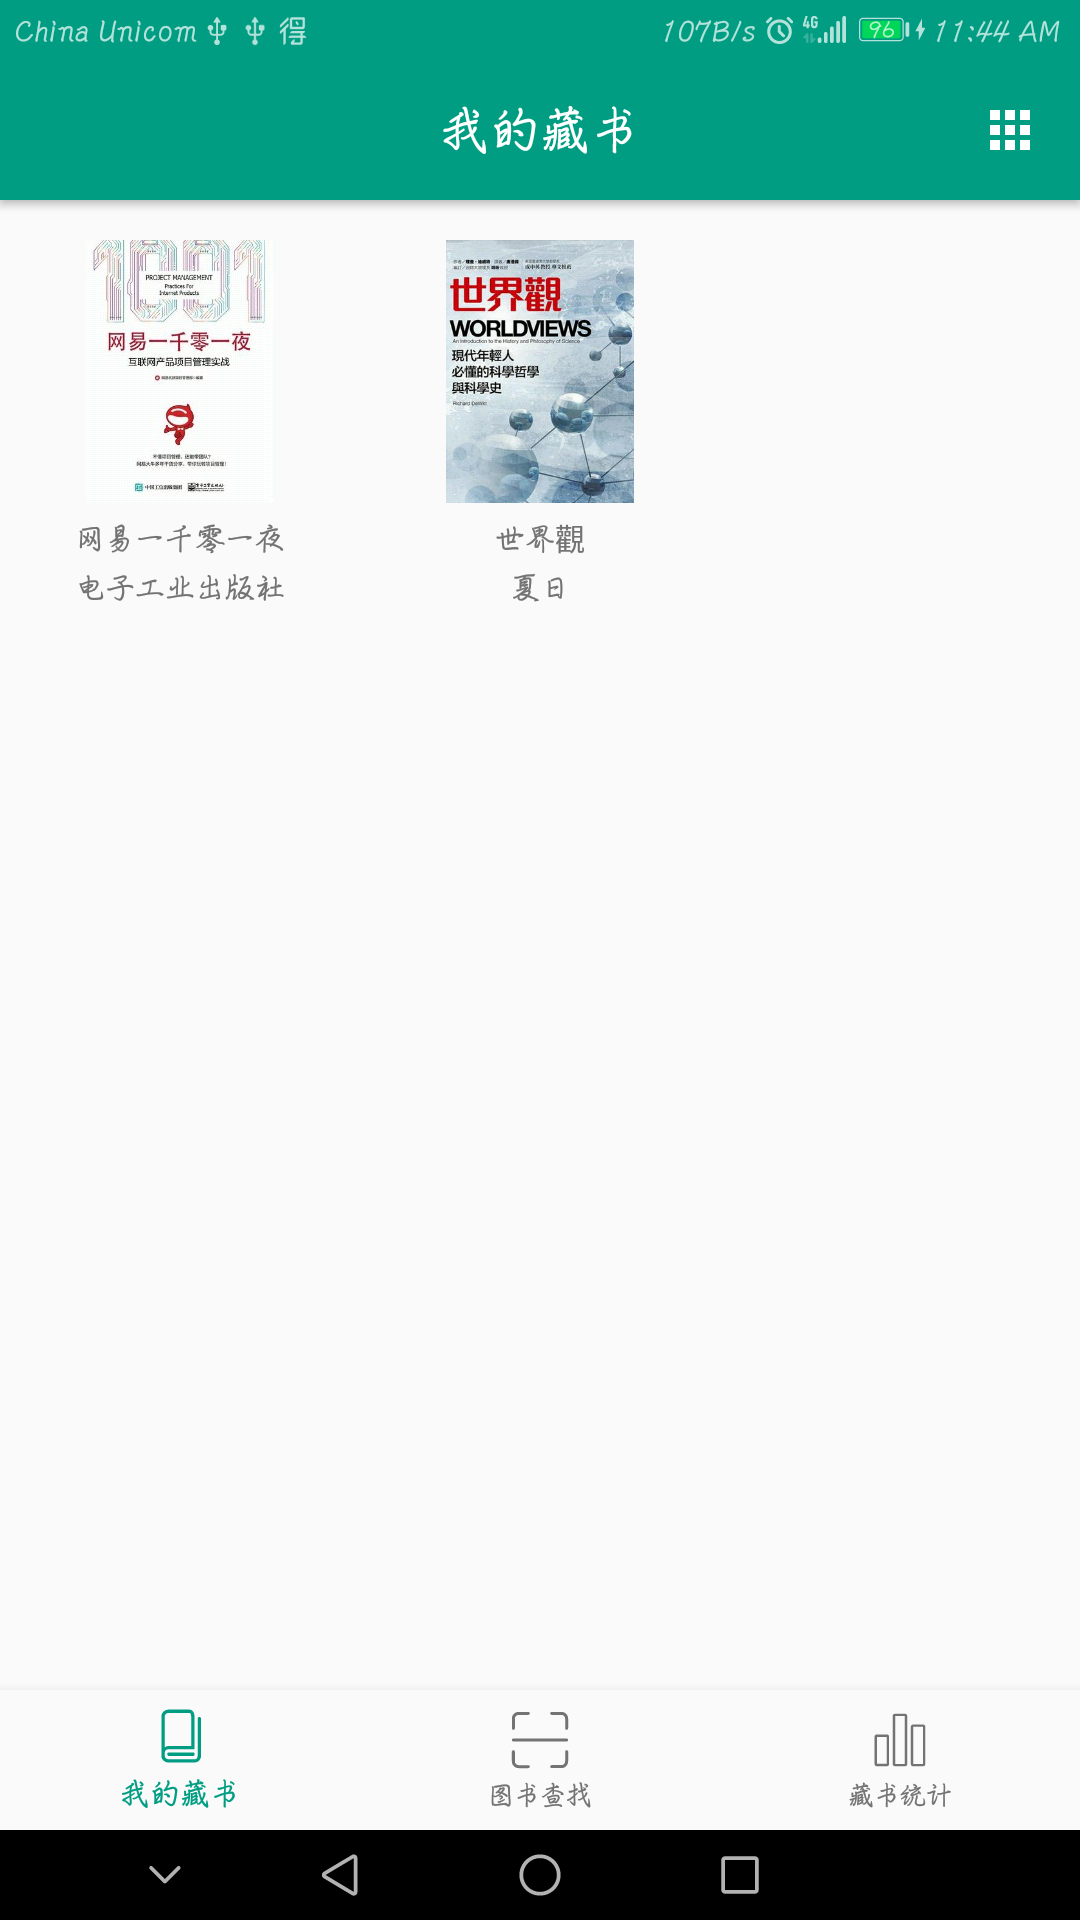 China Unicom 得 107B/s 4G 96 11:44 AM
我的藏书
1001
PROJECT MANAGEMENT
Practices For
Internet Products
网易一千零一夜
互联网产品项目管理实战
世界觀
WORLDVIEWS
An Introduction to the History and Philosophy of Science
現代年輕人
必懂的科學哲學
與科學史
Richard DeWitt
网易一千零一夜
电子工业出版社
世界觀
夏日
我的藏书
图书查找
藏书统计